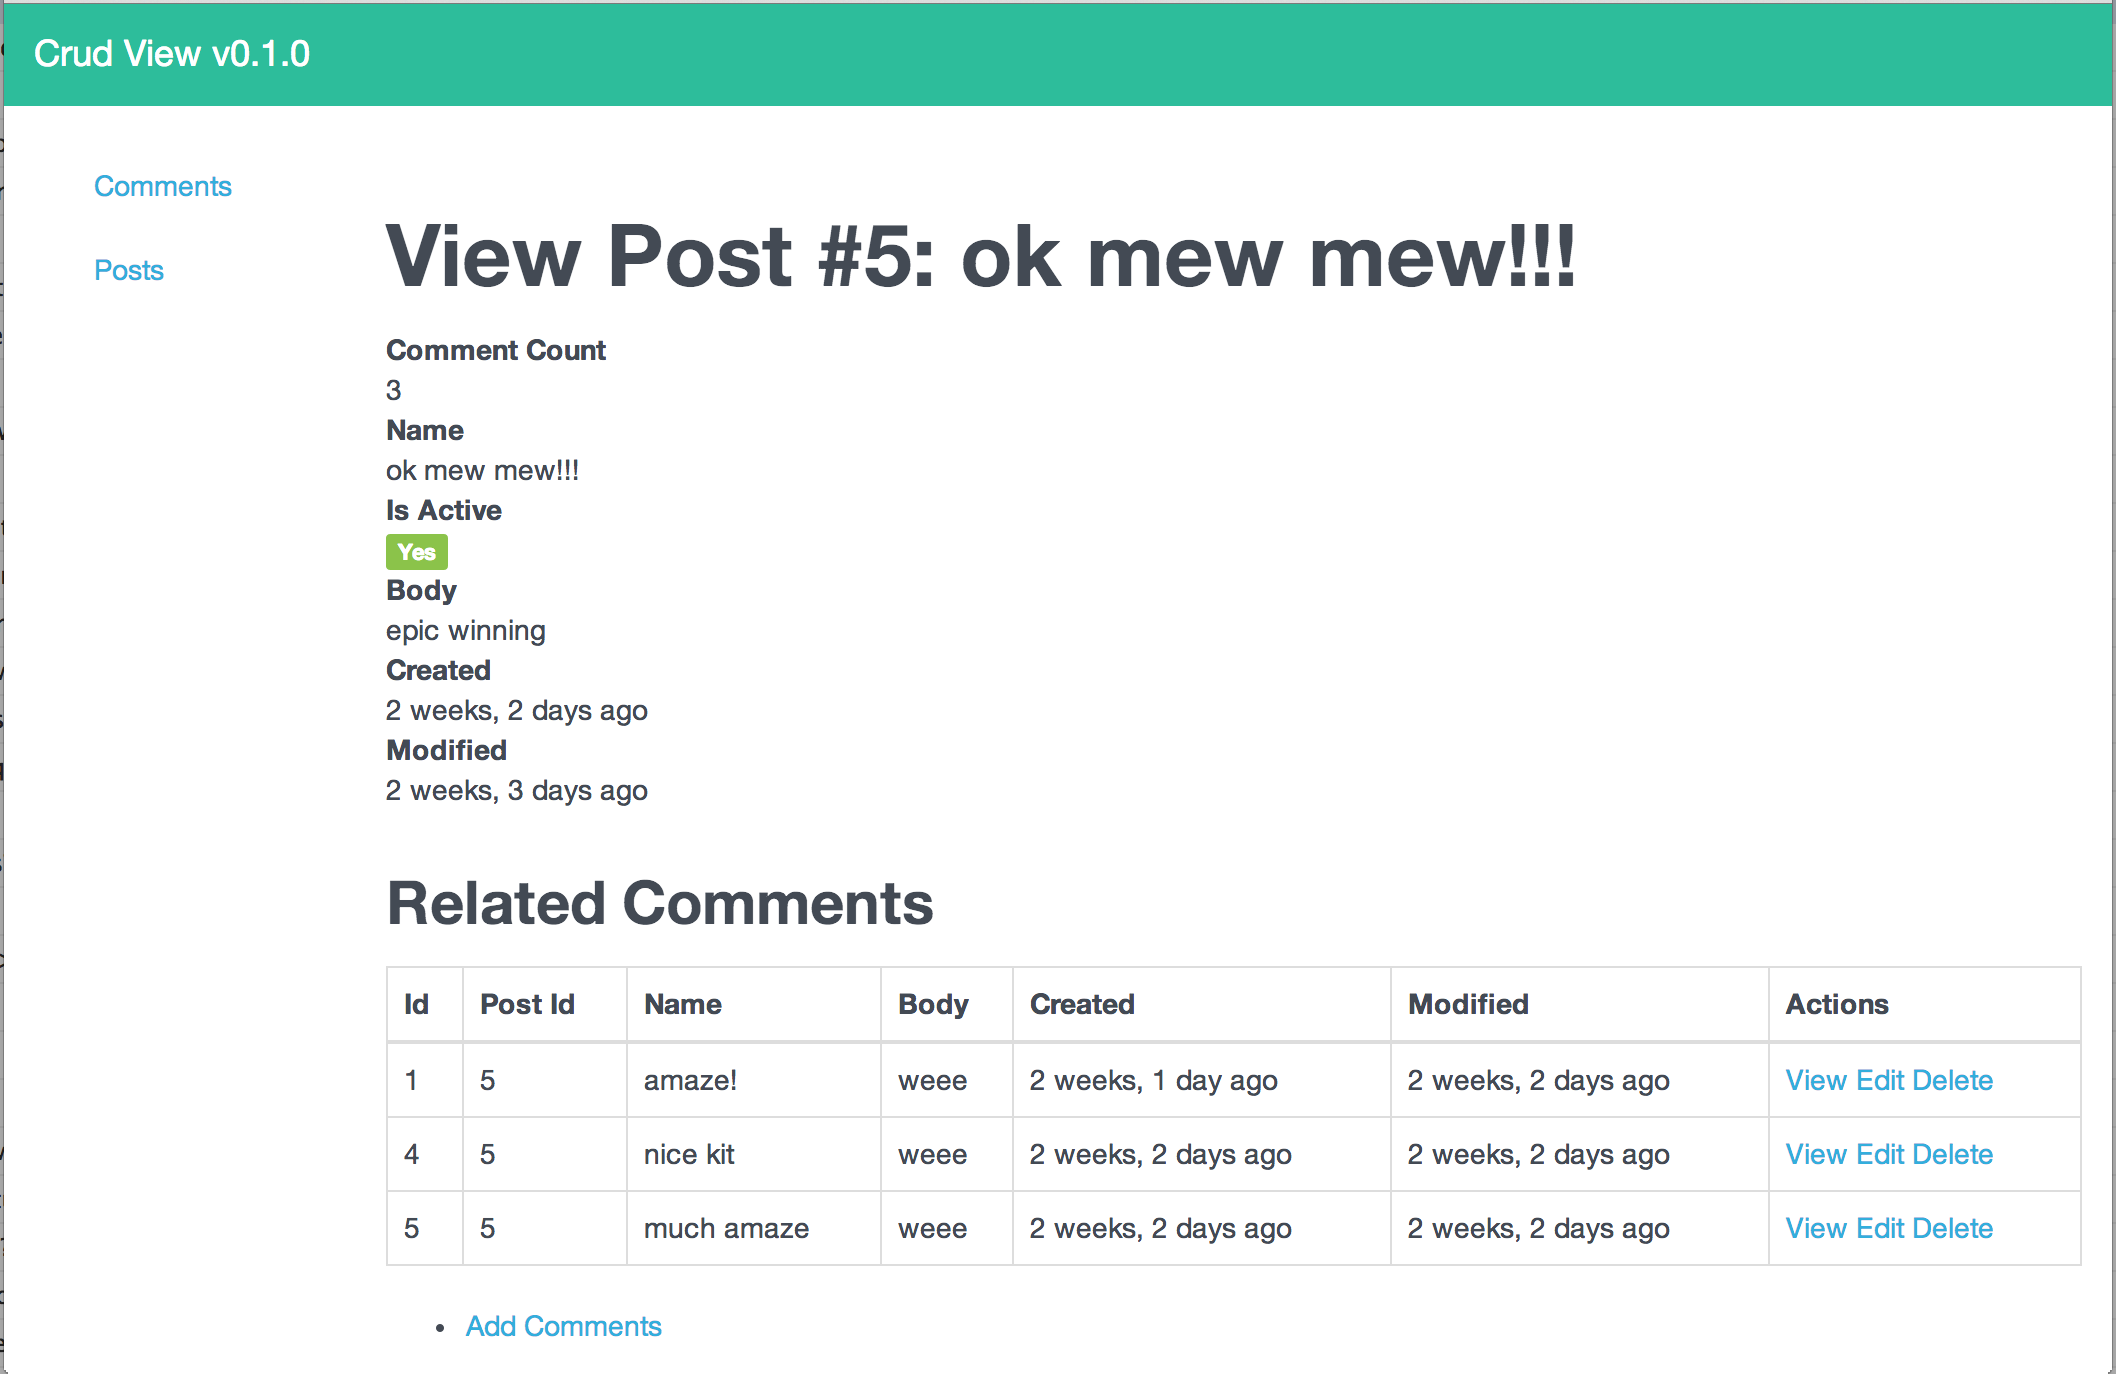 Crud View v0.1.0
Comments
Posts
View Post #5: ok mew mew!!!
Comment Count
3
Name
ok mew mew!!!
Is Active
Yes
Body
epic winning
Created
2 weeks, 2 days ago
Modified
2 weeks, 3 days ago
Related Comments
Id Post Id Name Body Created Modified Actions
1 5 amaze! weee 2 weeks, 1 day ago 2 weeks, 2 days ago View Edit Delete
4 5 nice kit weee 2 weeks, 2 days ago 2 weeks, 2 days ago View Edit Delete
5 5 much amaze weee 2 weeks, 2 days ago 2 weeks, 2 days ago View Edit Delete
Add Comments